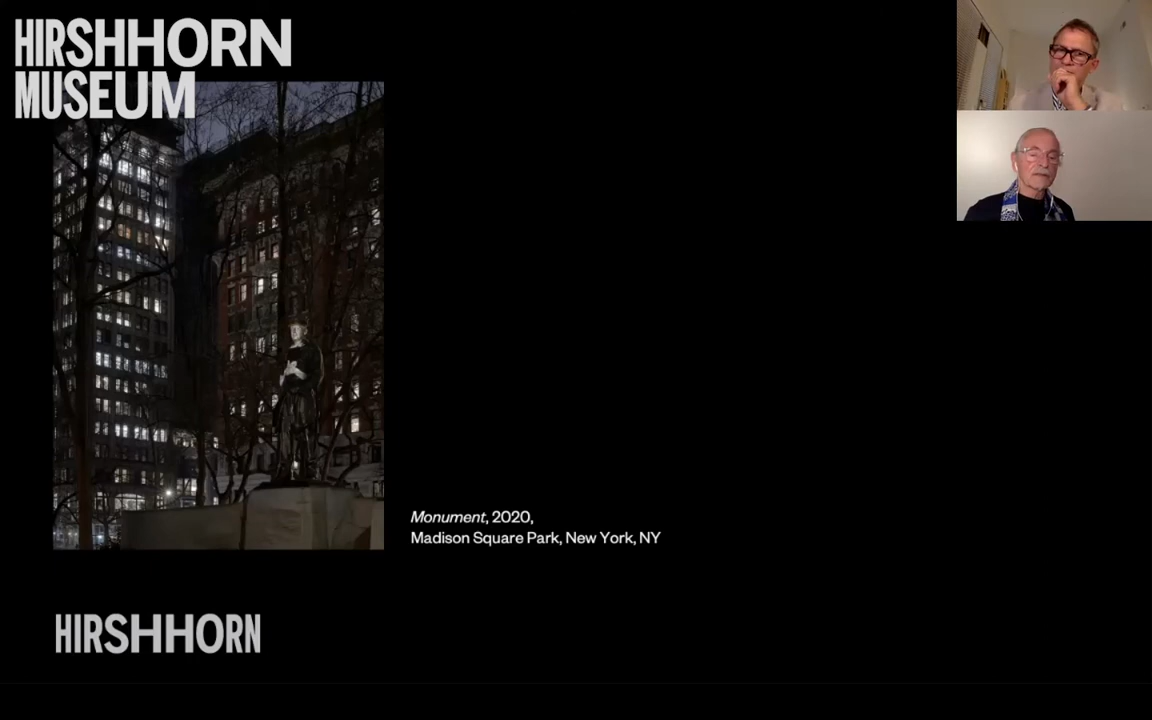 HIRSHHORN
MUSEUM
Monument, 2020,
Madison Square Park, New York, NY
HIRSHHORN